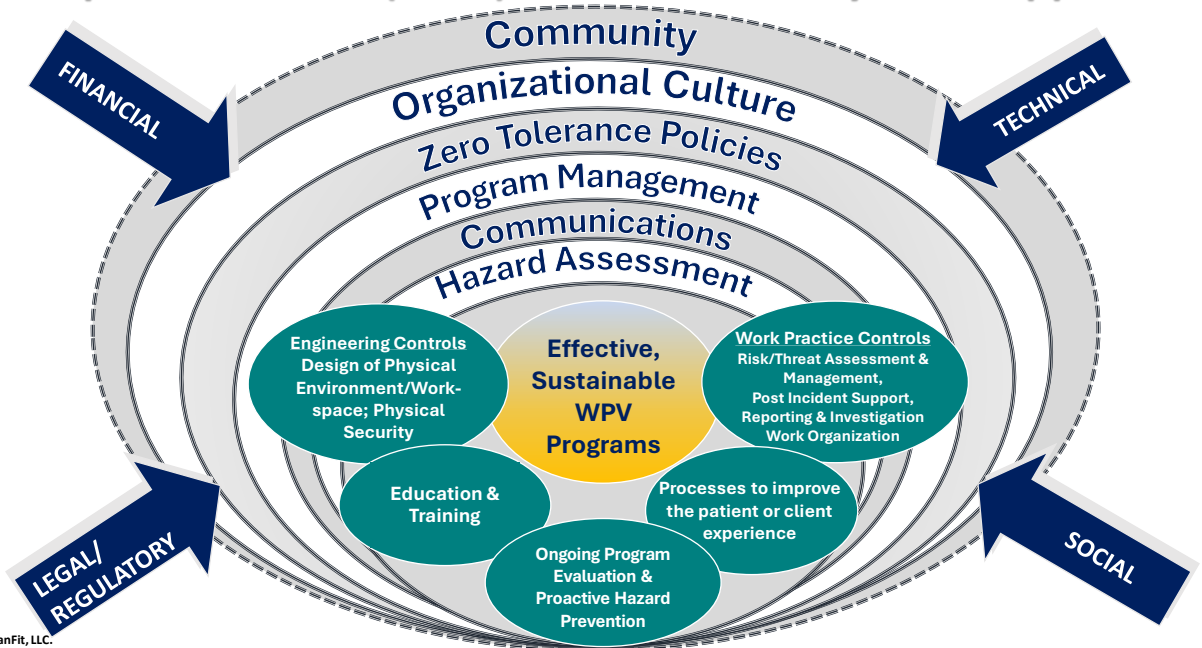 Community
Organizational Culture
Zero Tolerance Policies
Program Management
Communications
Hazard Assessment
FINANCIAL
TECHNICAL
Engineering Controls
Design of Physical
Environment/Work-
space; Physical
Security
Effective,
Sustainable
WPV
Programs
Work Practice Controls
Risk/Threat Assessment &
Management,
Post Incident Support,
Reporting & Investigation
Work Organization
Education &
Training
Processes to improve
the patient or client
experience
Ongoing Program
Evaluation &
Proactive Hazard
Prevention
LEGAL/
REGULATORY
SOCIAL
anFit, LLC.